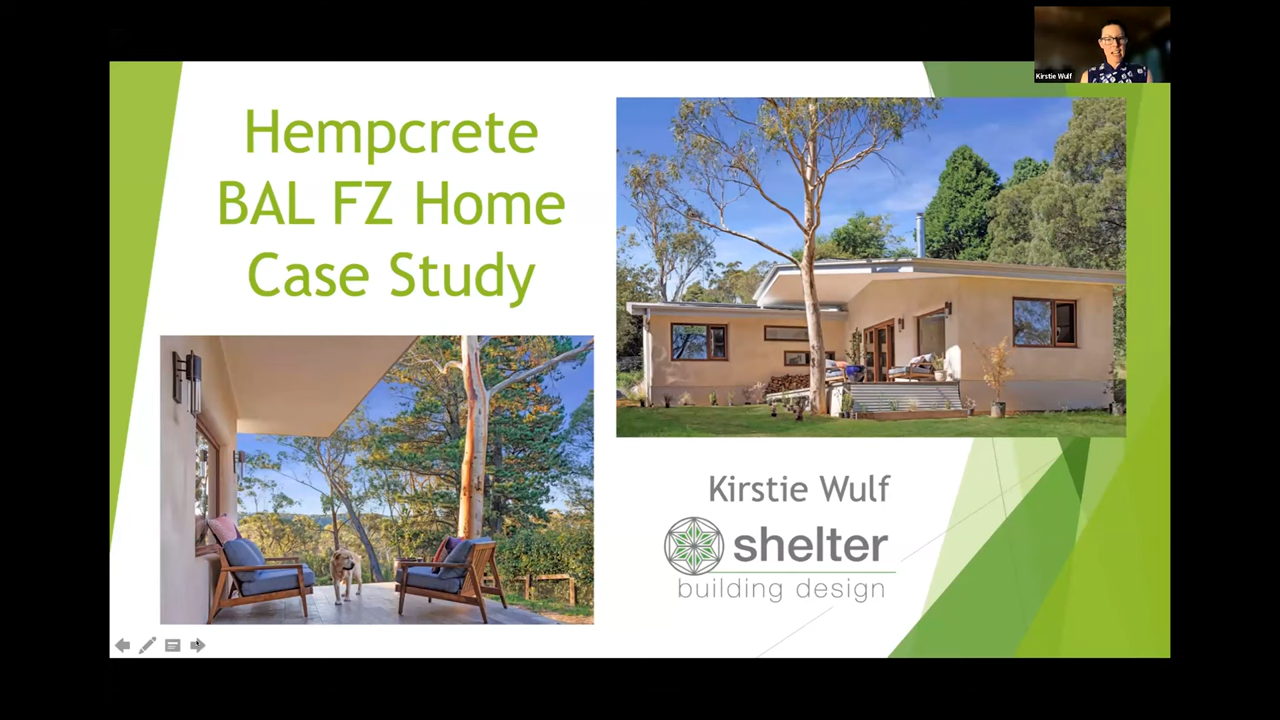 Kirstie Wulf
Hempcrete
BAL FZ Home
Case Study
Kirstie Wulf
shelter
building design